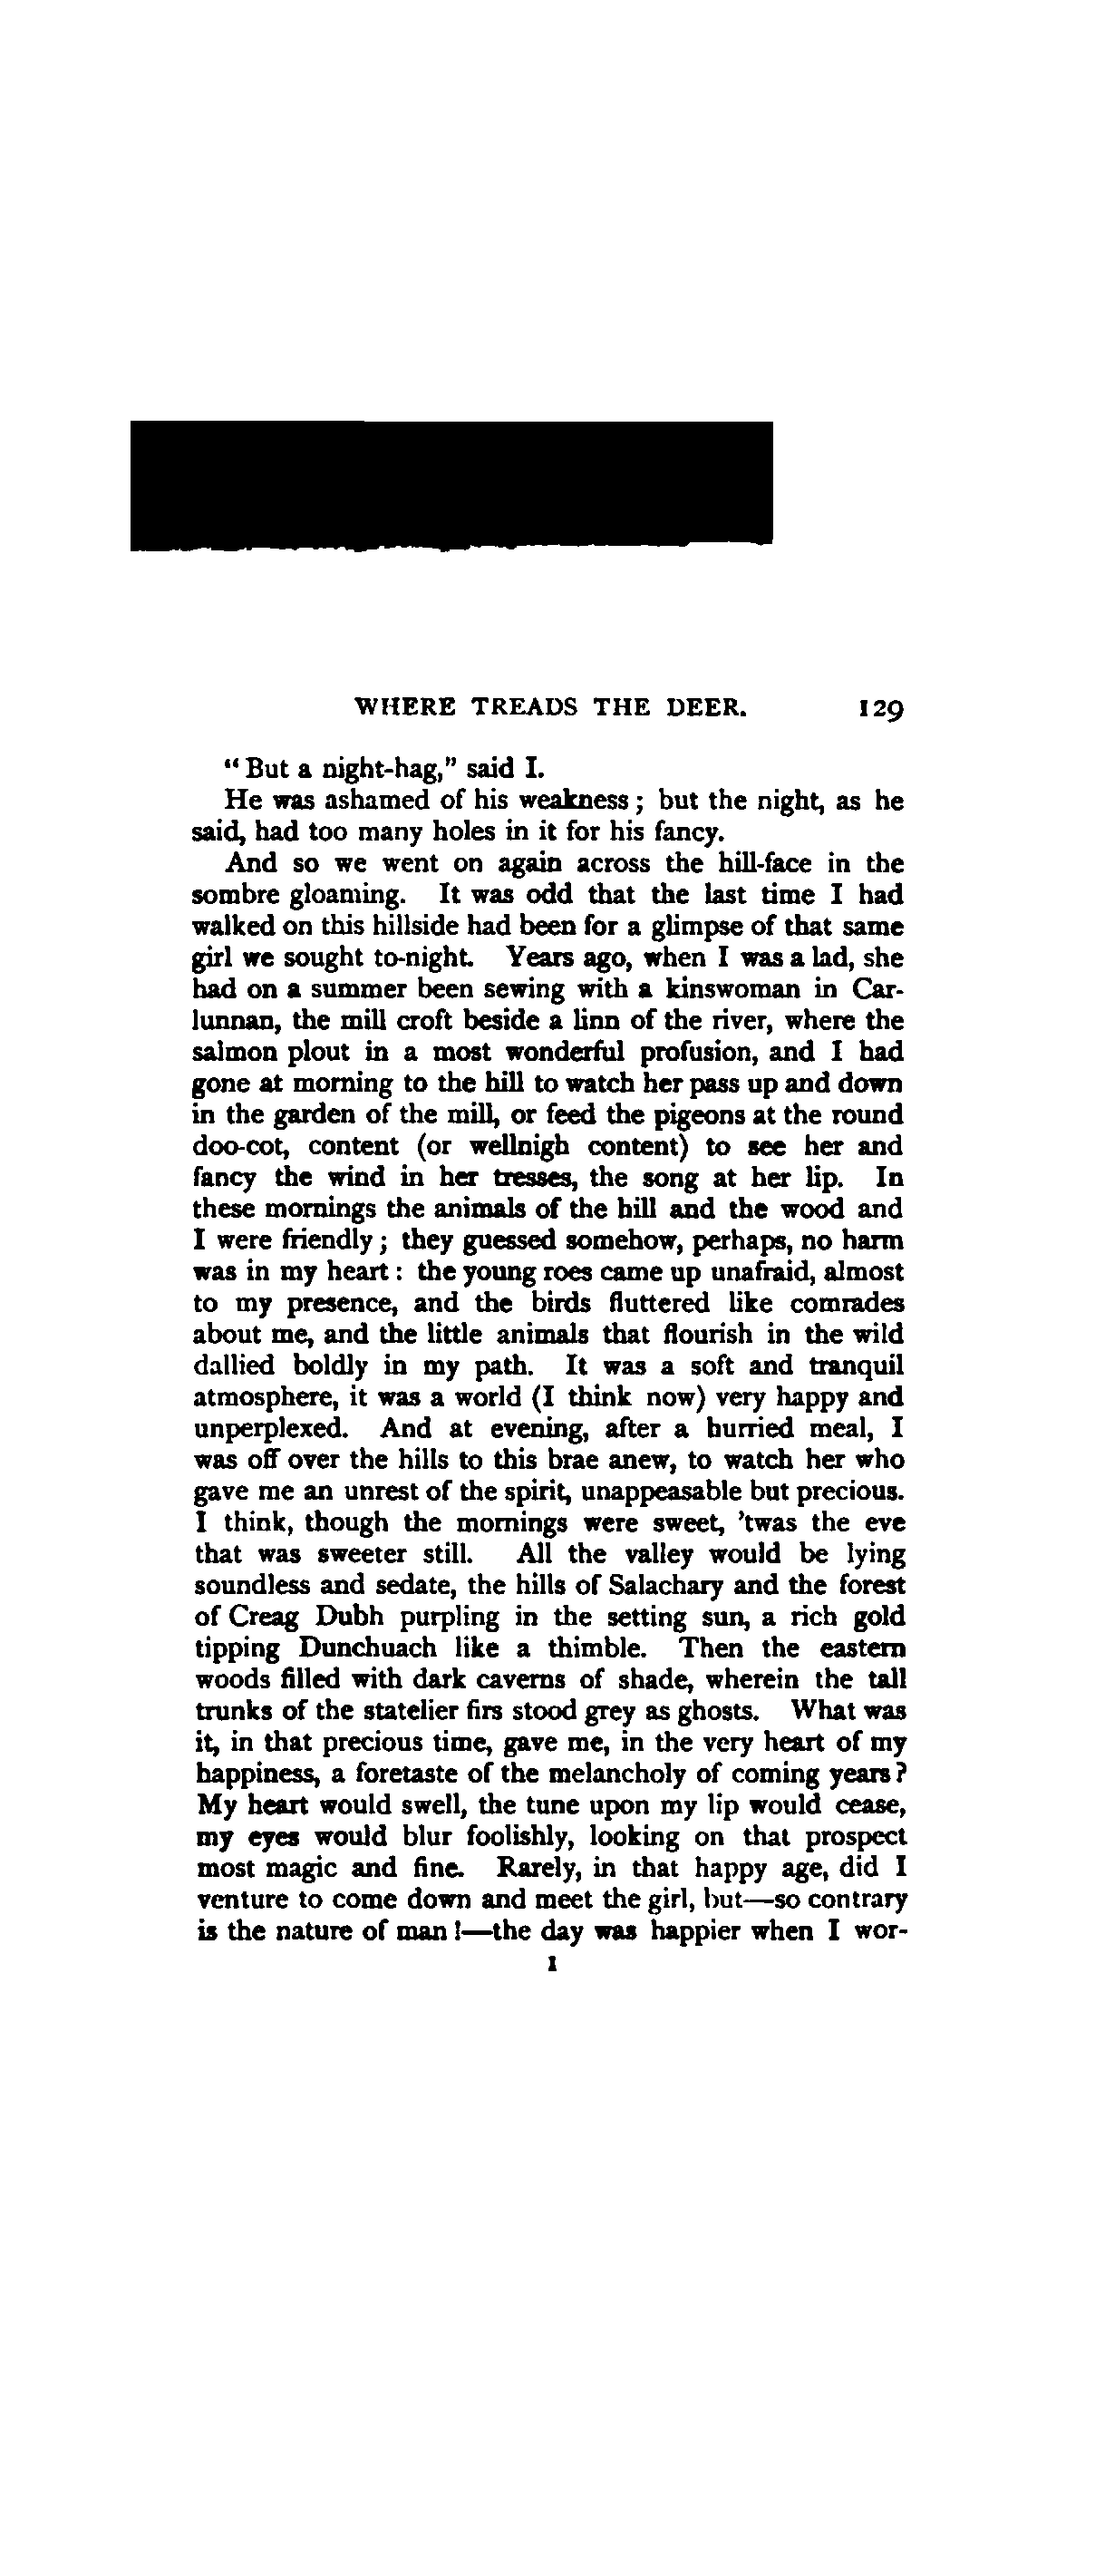 WHERE TREADS THE DEER. 129
"But a night-hag," said I.
He was ashamed of his weakness; but the night, as he
said, had too many holes in it for his fancy.
And so we went on again across the hill-face in the
sombre gloaming. It was odd that the last time I had
walked on this hillside had been for a glimpse of that same
girl we sought to-night. Years ago, when I was a lad, she
had on a summer been sewing with a kinswoman in Car-
lunnan, the mill croft beside a linn of the river, where the
salmon plout in a most wonderful profusion, and I had
gone at morning to the hill to watch her pass up and down
in the garden of the mill, or feed the pigeons at the round
doo-cot, content (or wellnigh content) to see her and
fancy the wind in her tresses, the song at her lip. In
these mornings the animals of the hill and the wood and
I were friendly; they guessed somehow, perhaps, no harm
was in my heart: the young roes came up unafraid, almost
to my presence, and the birds fluttered like comrades
about me, and the little animals that flourish in the wild
dallied boldly in my path. It was a soft and tranquil
atmosphere, it was a world (I think now) very happy and
unperplexed. And at evening, after a hurried meal, I
was off over the hills to this brae anew, to watch her who
gave me an unrest of the spirit, unappeasable but precious.
I think, though the mornings were sweet, 'twas the eve
that was sweeter still. All the valley would be lying
soundless and sedate, the hills of Salachary and the forest
of Creag Dubh purpling in the setting sun, a rich gold
tipping Dunchuach like a thimble. Then the eastern
woods filled with dark caverns of shade, wherein the tall
trunks of the statelier firs stood grey as ghosts. What was
it, in that precious time, gave me, in the very heart of my
happiness, a foretaste of the melancholy of coming years?
My heart would swell, the tune upon my lip would cease,
my eyes would blur foolishly, looking on that prospect
most magic and fine. Rarely, in that happy age, did I
venture to come down and meet the girl, but—so contrary
is the nature of man!—the day was happier when I wor-
I